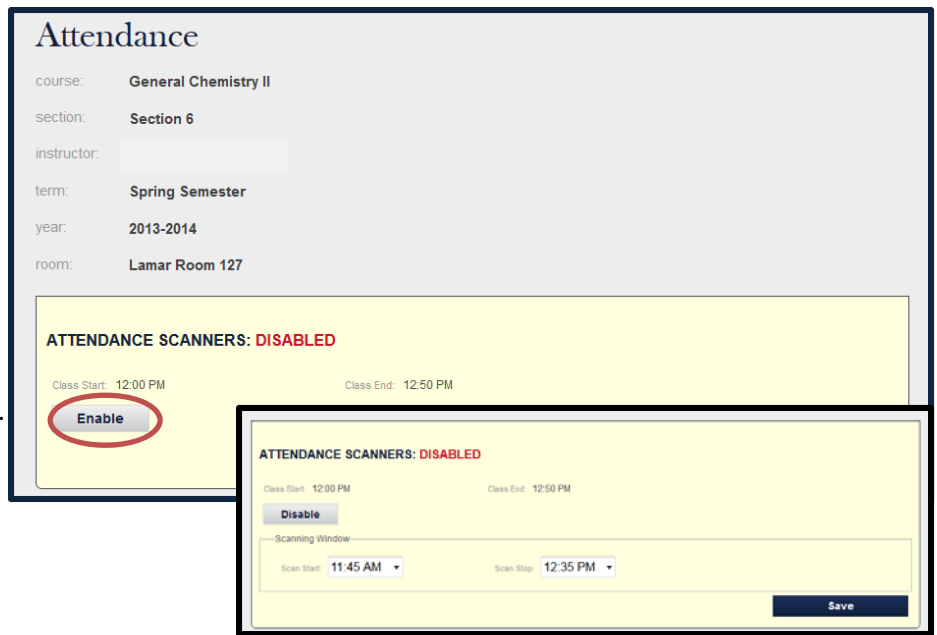 Attendance
course: General Chemistry II
section: Section 6
instructor:
term: Spring Semester
year: 2013-2014
room: Lamar Room 127
ATTENDANCE SCANNERS: DISABLED
Class Start: 12:00 PM Class End: 12:50 PM
Enable
ATTENDANCE SCANNERS: DISABLED
Class Start: 12:00 PM Class End: 12:50 PM
Disable
Scanning Window
Scan Start: 11:45 AM Scan Stop: 12:35 PM
Save